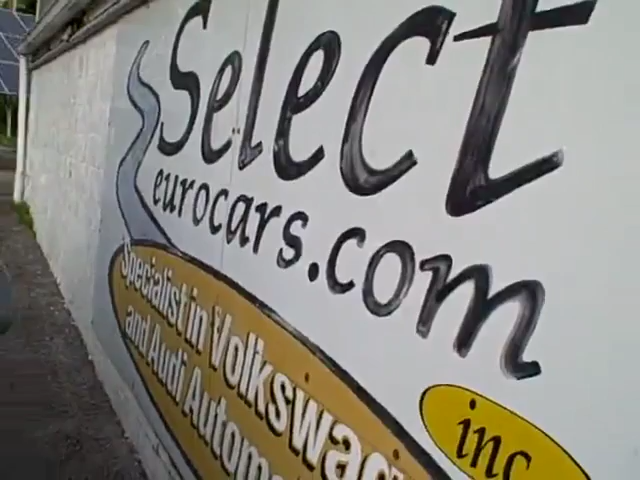 Select
eurocars.com
Specialist in Volkswag
and Audi Autom
inc